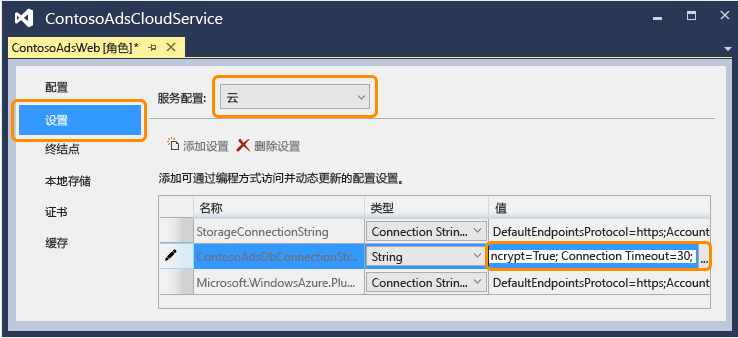 ContosoAdsCloudService
ContosoAdsWeb [角色]*
配置
设置
终结点
本地存储
证书
缓存
服务配置: 云
添加设置 删除设置
添加可通过编程方式访问并动态更新的配置设置。
名称 类型 值
StorageConnectionString Connection Strin... DefaultEndpointsProtocol=https;Account
ContosoAdsDbConnectionStr... String ncrypt=True; Connection Timeout=30; ...
Microsoft.WindowsAzure.Plu... Connection Strin... DefaultEndpointsProtocol=https;Account